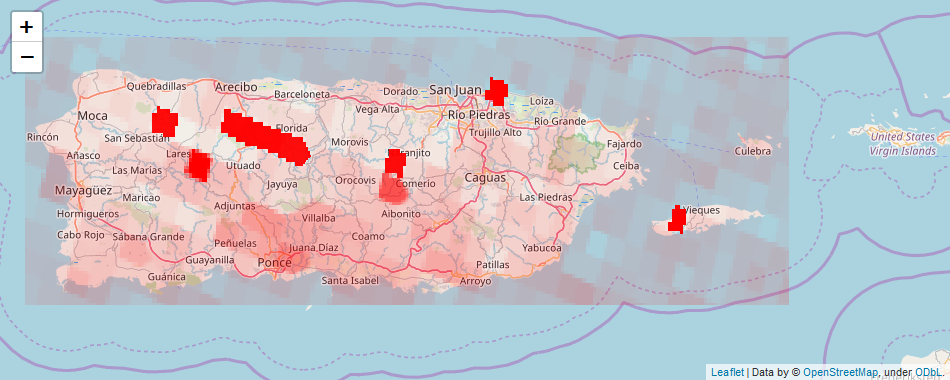 +
−
Quebradillas
Arecibo
Barceloneta
Dorado
San Juan
Loíza
Moca
Vega Alta
Río Piedras
Río Grande
Rincón
San Sebastián
Florida
Morovis
Trujillo Alto
Fajardo
United States
Virgin Islands
Añasco
Lares
Utuado
ranjito
Ceiba
Culebra
Las Marías
Jayuya
Orocovis
Comerío
Caguas
Mayagüez
Maricao
Adjuntas
Las Piedras
Hormigueros
Villalba
Aibonito
Vieques
Cabo Rojo
Sábana Grande
Peñuelas
Juana Díaz
Coamo
Yabucoa
Guayanilla
Ponce
Patillas
Guánica
Santa Isabel
Arroyo
Leaflet | Data by © OpenStreetMap, under ODbL.